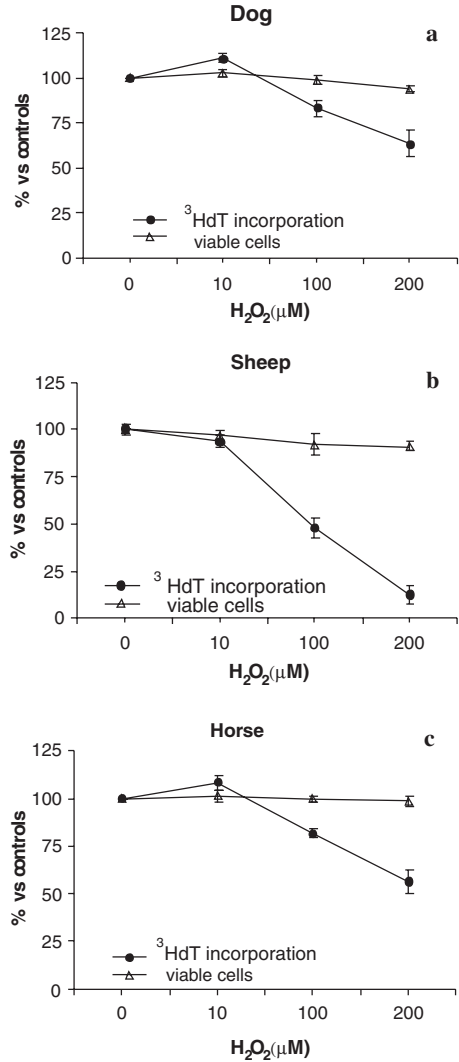 Dog
a
125
100
75
50
25
0
% vs controls
³HdT incorporation
viable cells
0 10 100 200
H₂O₂(μM)
Sheep
b
125
100
75
50
25
0
% vs controls
³ HdT incorporation
viable cells
0 10 100 200
H₂O₂(μM)
Horse
c
125
100
75
50
25
0
% vs controls
³HdT incorporation
viable cells
0 10 100 200
H₂O₂(μM)